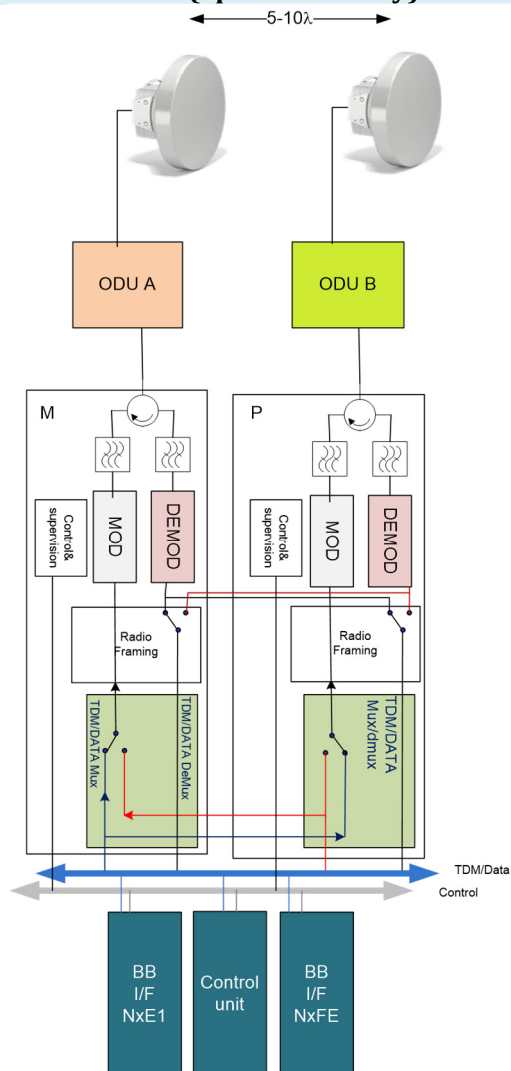 5-10λ
ODU A
ODU B
M
P
Control&
supervision
MOD
DEMOD
Control&
supervision
MOD
DEMOD
Radio
Framing
Radio
Framing
TDM/DATA Mux
TDM/DATA DeMux
TDM/DATA
Mux/dmux
TDM/Data
Control
BB
I/F
NxE1
Control
unit
BB
I/F
NxFE